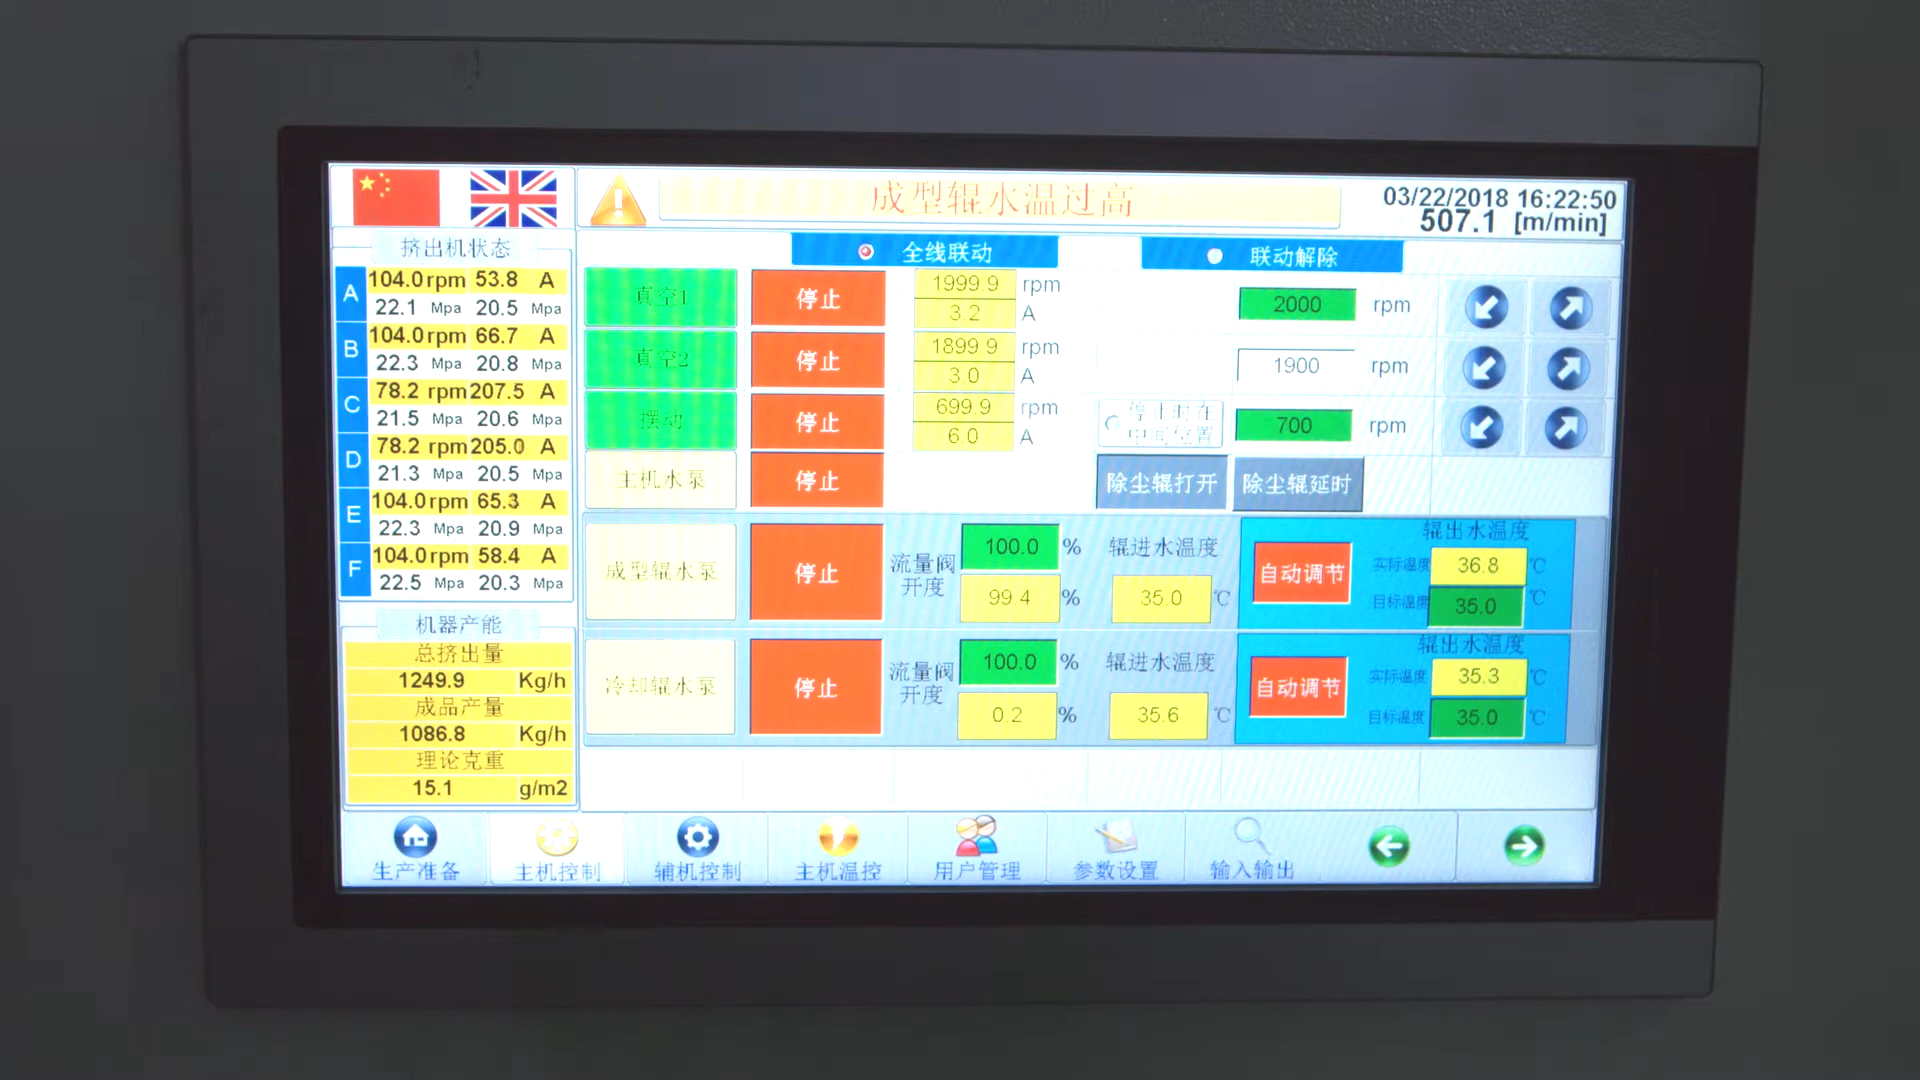 成型辊水温过高
03/22/2018 16:22:50
507.1 [m/min]
挤出机状态
A 104.0 rpm 53.8 A
22.1 Mpa 20.5 Mpa
B 104.0 rpm 66.7 A
22.3 Mpa 20.8 Mpa
C 78.2 rpm 207.5 A
21.5 Mpa 20.6 Mpa
D 78.2 rpm 205.0 A
21.3 Mpa 20.5 Mpa
E 104.0 rpm 65.3 A
22.3 Mpa 20.9 Mpa
F 104.0 rpm 58.4 A
22.5 Mpa 20.3 Mpa
机器产能
总挤出量
1249.9 Kg/h
成品产量
1086.8 Kg/h
理论克重
15.1 g/m2
全线联动 联动解除
真空1 停止 1999.9 rpm 2000 rpm
3.2 A
真空2 停止 1899.9 rpm 1900 rpm
3.0 A
摆动 停止 699.9 rpm 停止时在 700 rpm
6.0 A 中间位置
主机水泵 停止 除尘辊打开 除尘辊延时
成型辊水泵 停止 流量阀 100.0 % 辊进水温度 自动调节 辊出水温度
开度 99.4 % 35.0 ℃ 实际温度 36.8 ℃
目标温度 35.0 ℃
冷却辊水泵 停止 流量阀 100.0 % 辊进水温度 自动调节 辊出水温度
开度 0.2 % 35.6 ℃ 实际温度 35.3 ℃
目标温度 35.0 ℃
生产准备 主机控制 辅机控制 主机温控 用户管理 参数设置 输入输出